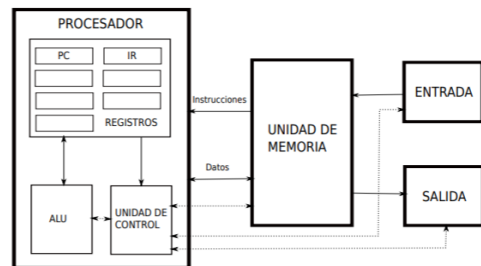 PROCESADOR
PC
IR
REGISTROS
ALU
UNIDAD DE
CONTROL
Instrucciones
Datos
UNIDAD DE
MEMORIA
ENTRADA
SALIDA